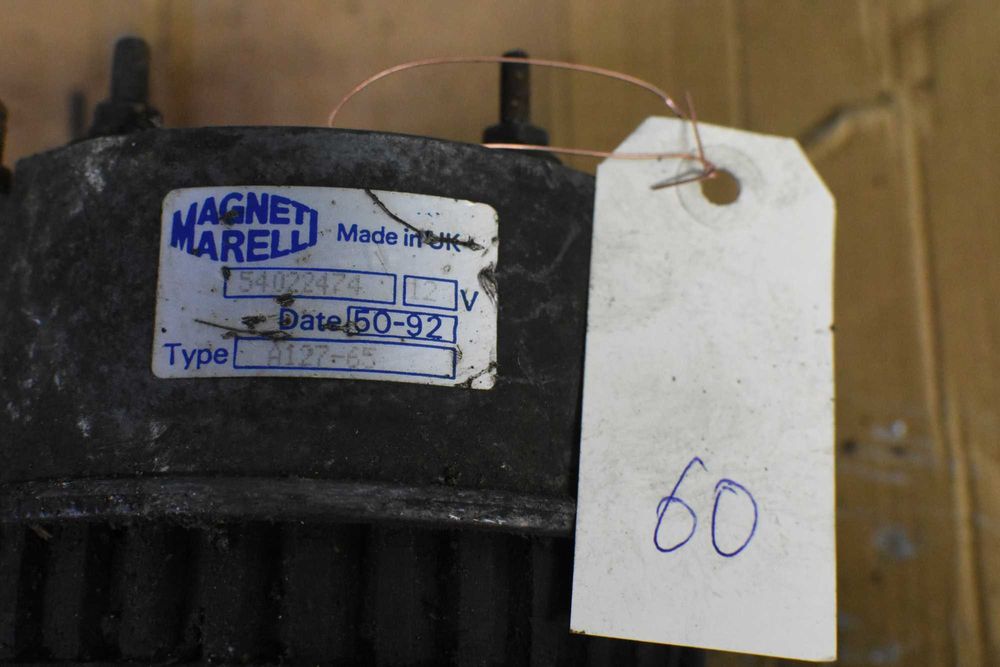 MAGNETI
MARELLI
Made in UK
54022474 12 V
Date 50-92
Type A127-65
60